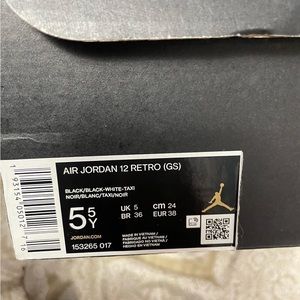 AIR JORDAN 12 RETRO (GS)
BLACK/BLACK-WHITE-TAXI
NOIR/BLANC/TAXI/NOIR
5.5Y
UK 5
cm 24
BR 36
EUR 38
JORDAN.COM
153265 017
MADE IN VIETNAM /